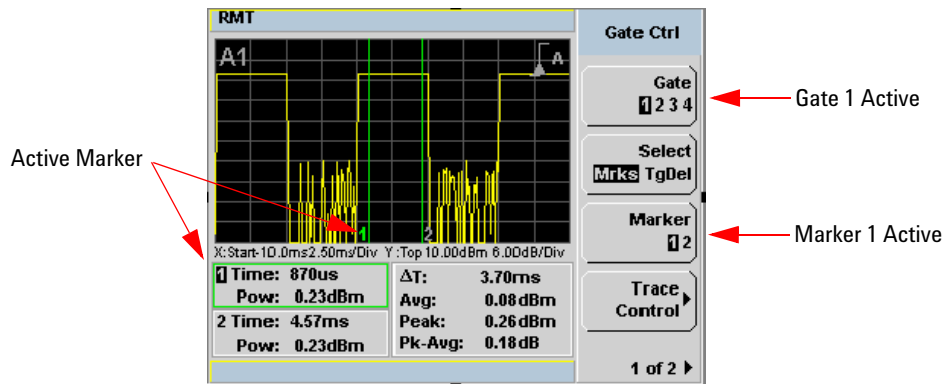 RMT
Gate Ctrl
A1
A
Gate
1 2 3 4
Gate 1 Active
Select
Mrks TgDel
Active Marker
Marker
1 2
Marker 1 Active
1
2
X:Start-10.0ms2.50ms/Div Y:Top 10.00dBm 6.00dB/Div
1 Time: 870us
Pow: 0.23dBm
2 Time: 4.57ms
Pow: 0.23dBm
ΔT: 3.70ms
Avg: 0.08dBm
Peak: 0.26dBm
Pk-Avg: 0.18dB
Trace
Control
1 of 2